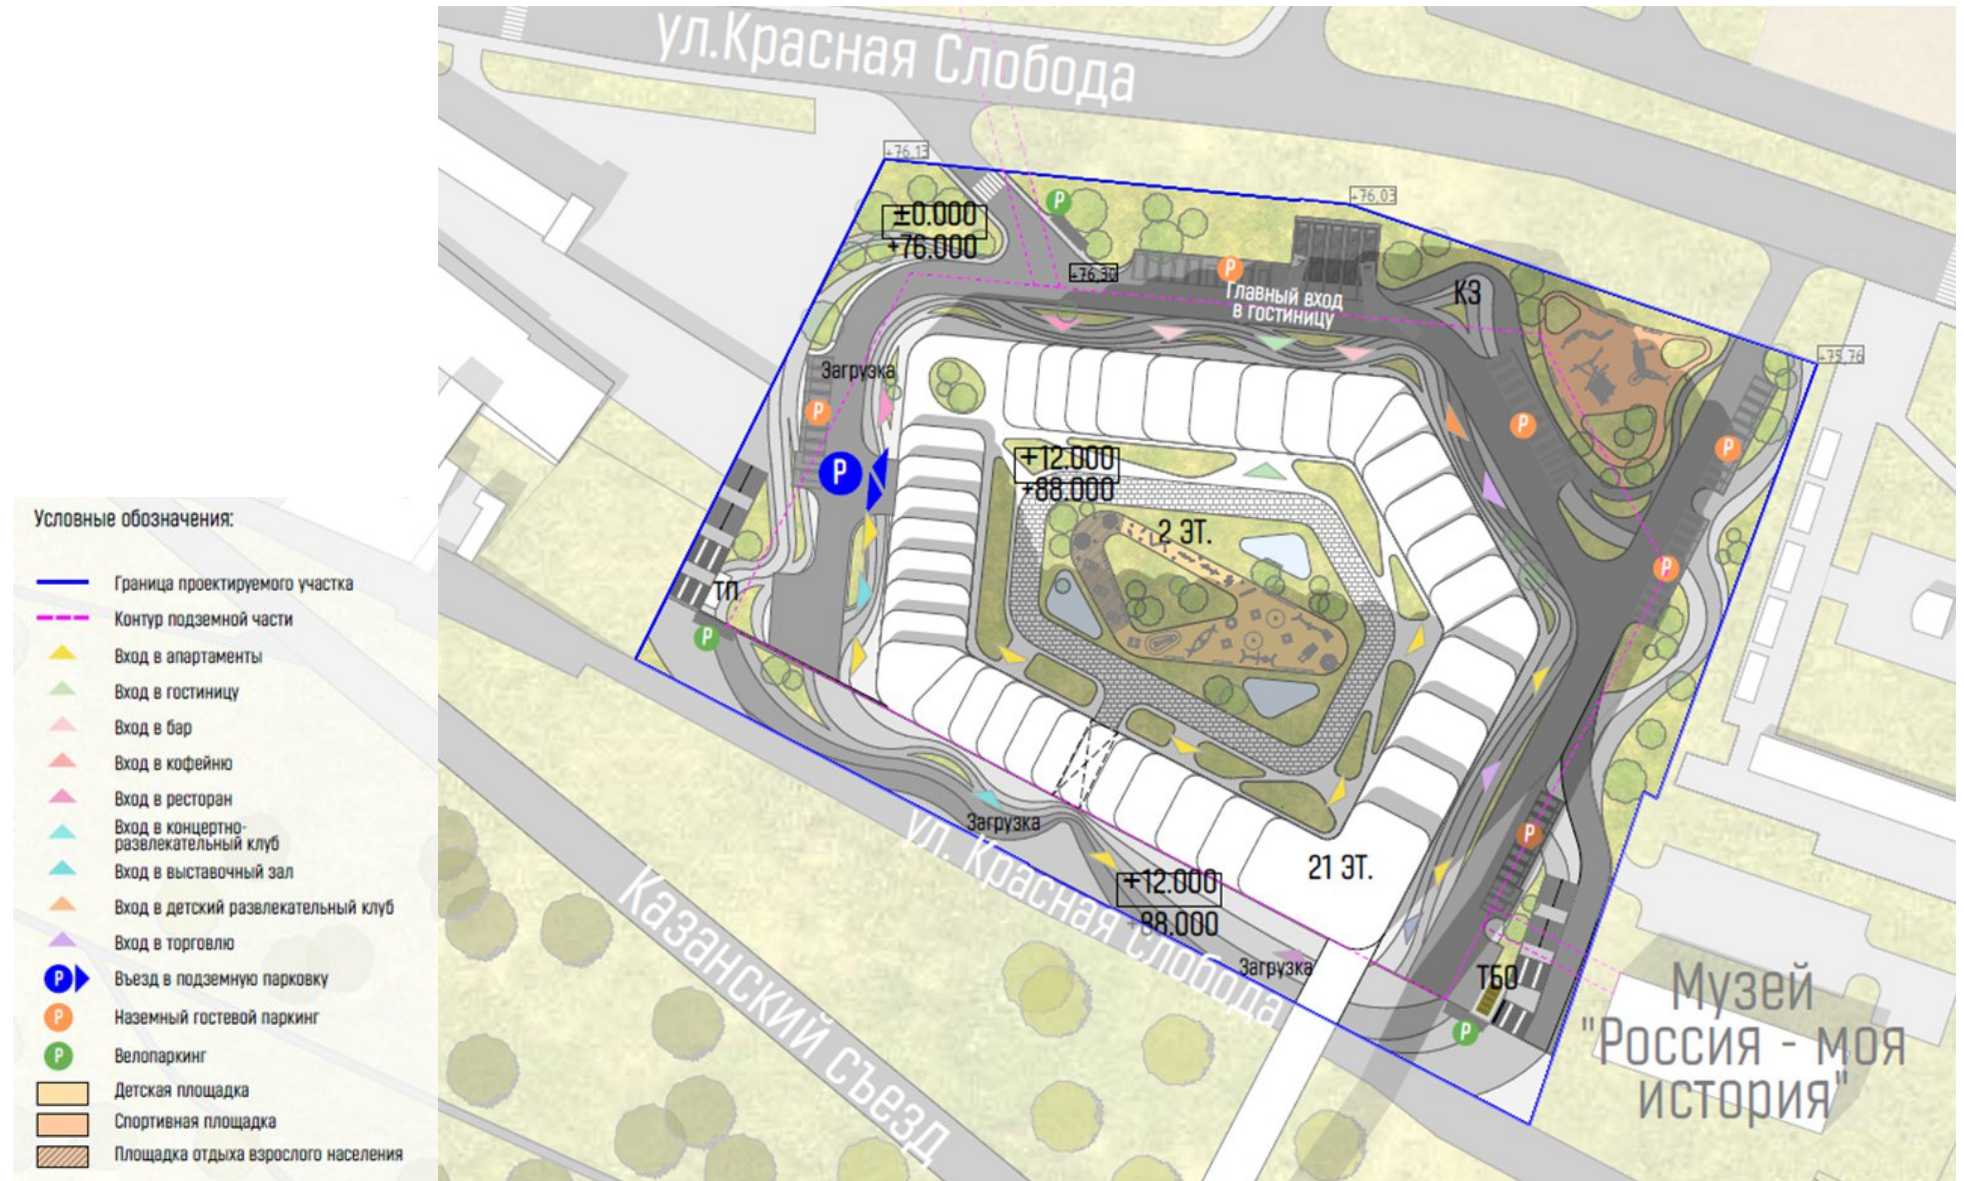 ул.Красная Слобода
+76.13
+76.03
±0.000
+76.000
+76.30
Главный вход
в гостиницу
КЗ
+75.76
Загрузка
P
P
P
P
P
P
P
+12.000
+88.000
2 ЭТ.
ТП
P
Загрузка
ул. Красная Слобода
Казанский съезд
+12.000
+88.000
21 ЭТ.
P
Загрузка
ТБО
P
Музей
"Россия - моя
история"
Условные обозначения:
Граница проектируемого участка
Контур подземной части
Вход в апартаменты
Вход в гостиницу
Вход в бар
Вход в кофейню
Вход в ресторан
Вход в концертно-
развлекательный клуб
Вход в выставочный зал
Вход в детский развлекательный клуб
Вход в торговлю
P Въезд в подземную парковку
P Наземный гостевой паркинг
P Велопаркинг
Детская площадка
Спортивная площадка
Площадка отдыха взрослого населения